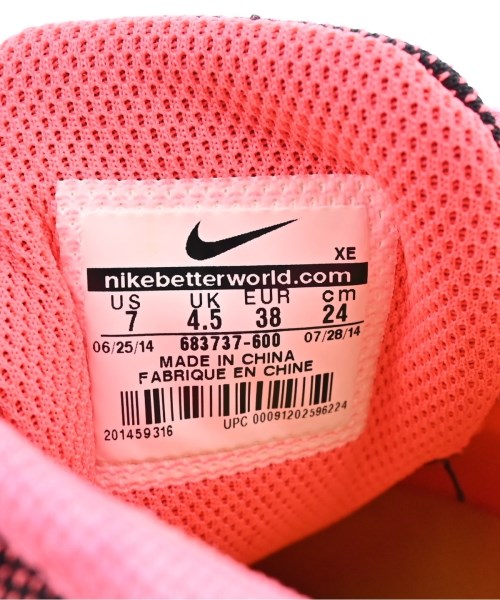 XE
nikebetterworld.com
US UK EUR cm
7 4.5 38 24
06/25/14 683737-600 07/28/14
MADE IN CHINA
FABRIQUE EN CHINE
201459316 UPC 00091202596224